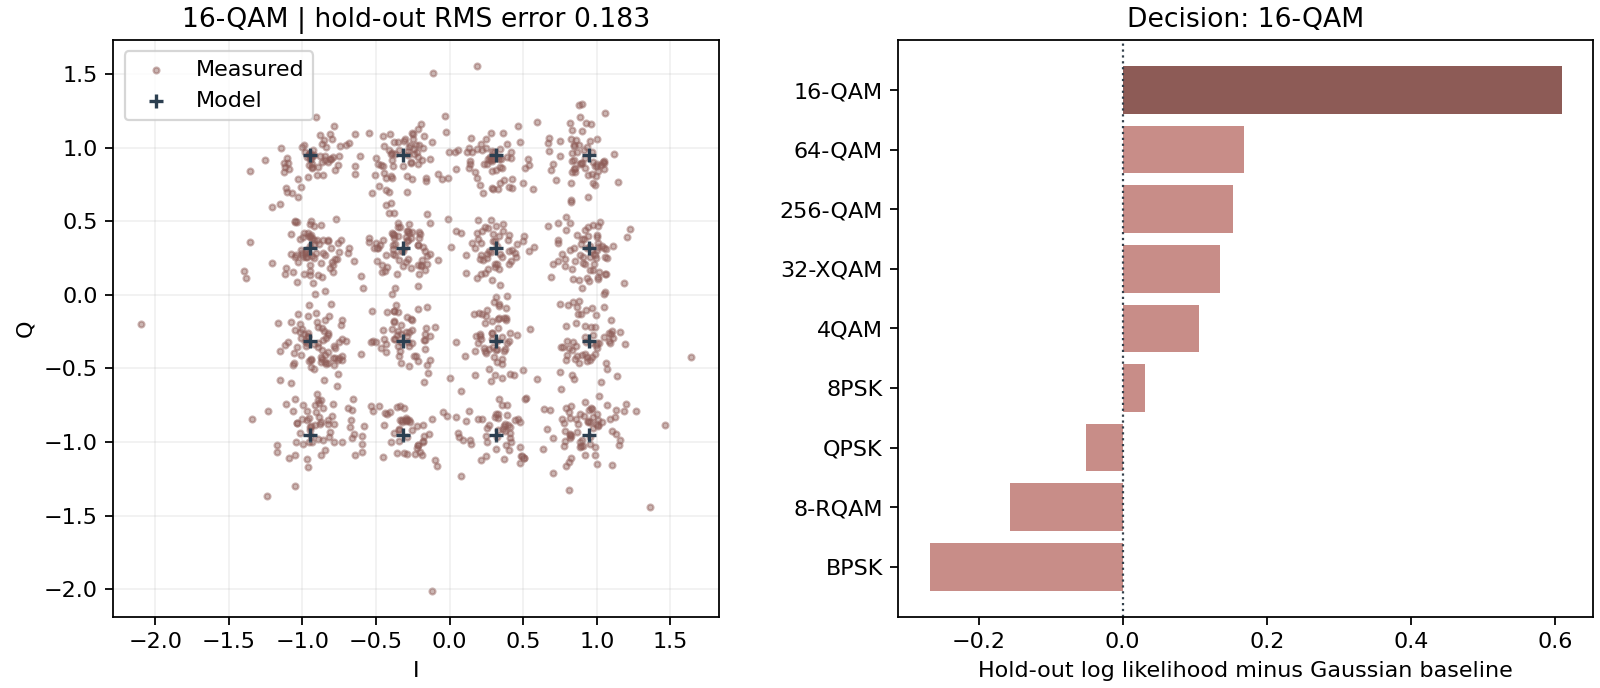 16-QAM | hold-out RMS error 0.183
Measured
Model
1.5
1.0
0.5
0.0
−0.5
−1.0
−1.5
−2.0
Q
−2.0 −1.5 −1.0 −0.5 0.0 0.5 1.0 1.5
I
Decision: 16-QAM
16-QAM
64-QAM
256-QAM
32-XQAM
4QAM
8PSK
QPSK
8-RQAM
BPSK
−0.2 0.0 0.2 0.4 0.6
Hold-out log likelihood minus Gaussian baseline